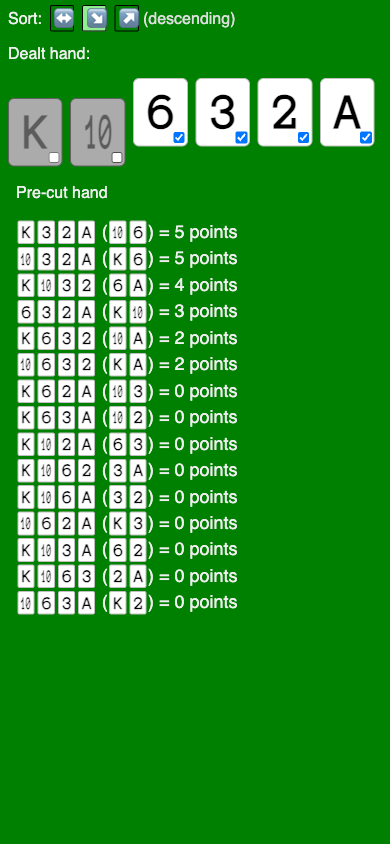 Sort: ↔ ↘ ↗ (descending)
Dealt hand:
K 10 6 3 2 A
Pre-cut hand
K 3 2 A (10 6) = 5 points
10 3 2 A (K 6) = 5 points
K 10 3 2 (6 A) = 4 points
6 3 2 A (K 10) = 3 points
K 6 3 2 (10 A) = 2 points
10 6 3 2 (K A) = 2 points
K 6 2 A (10 3) = 0 points
K 6 3 A (10 2) = 0 points
K 10 2 A (6 3) = 0 points
K 10 6 2 (3 A) = 0 points
K 10 6 A (3 2) = 0 points
10 6 2 A (K 3) = 0 points
K 10 3 A (6 2) = 0 points
K 10 6 3 (2 A) = 0 points
10 6 3 A (K 2) = 0 points